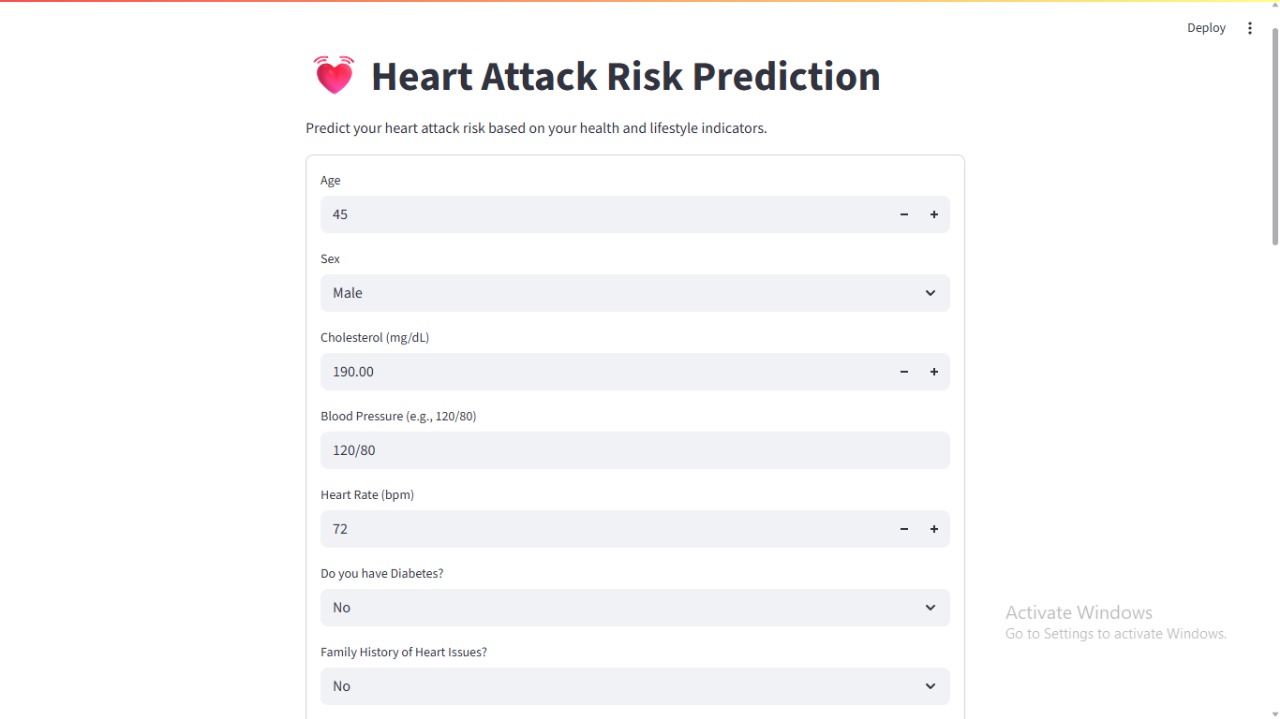 Deploy
Heart Attack Risk Prediction
Predict your heart attack risk based on your health and lifestyle indicators.
Age
45
Sex
Male
Cholesterol (mg/dL)
190.00
Blood Pressure (e.g., 120/80)
120/80
Heart Rate (bpm)
72
Do you have Diabetes?
No
Family History of Heart Issues?
No
Activate Windows
Go to Settings to activate Windows.